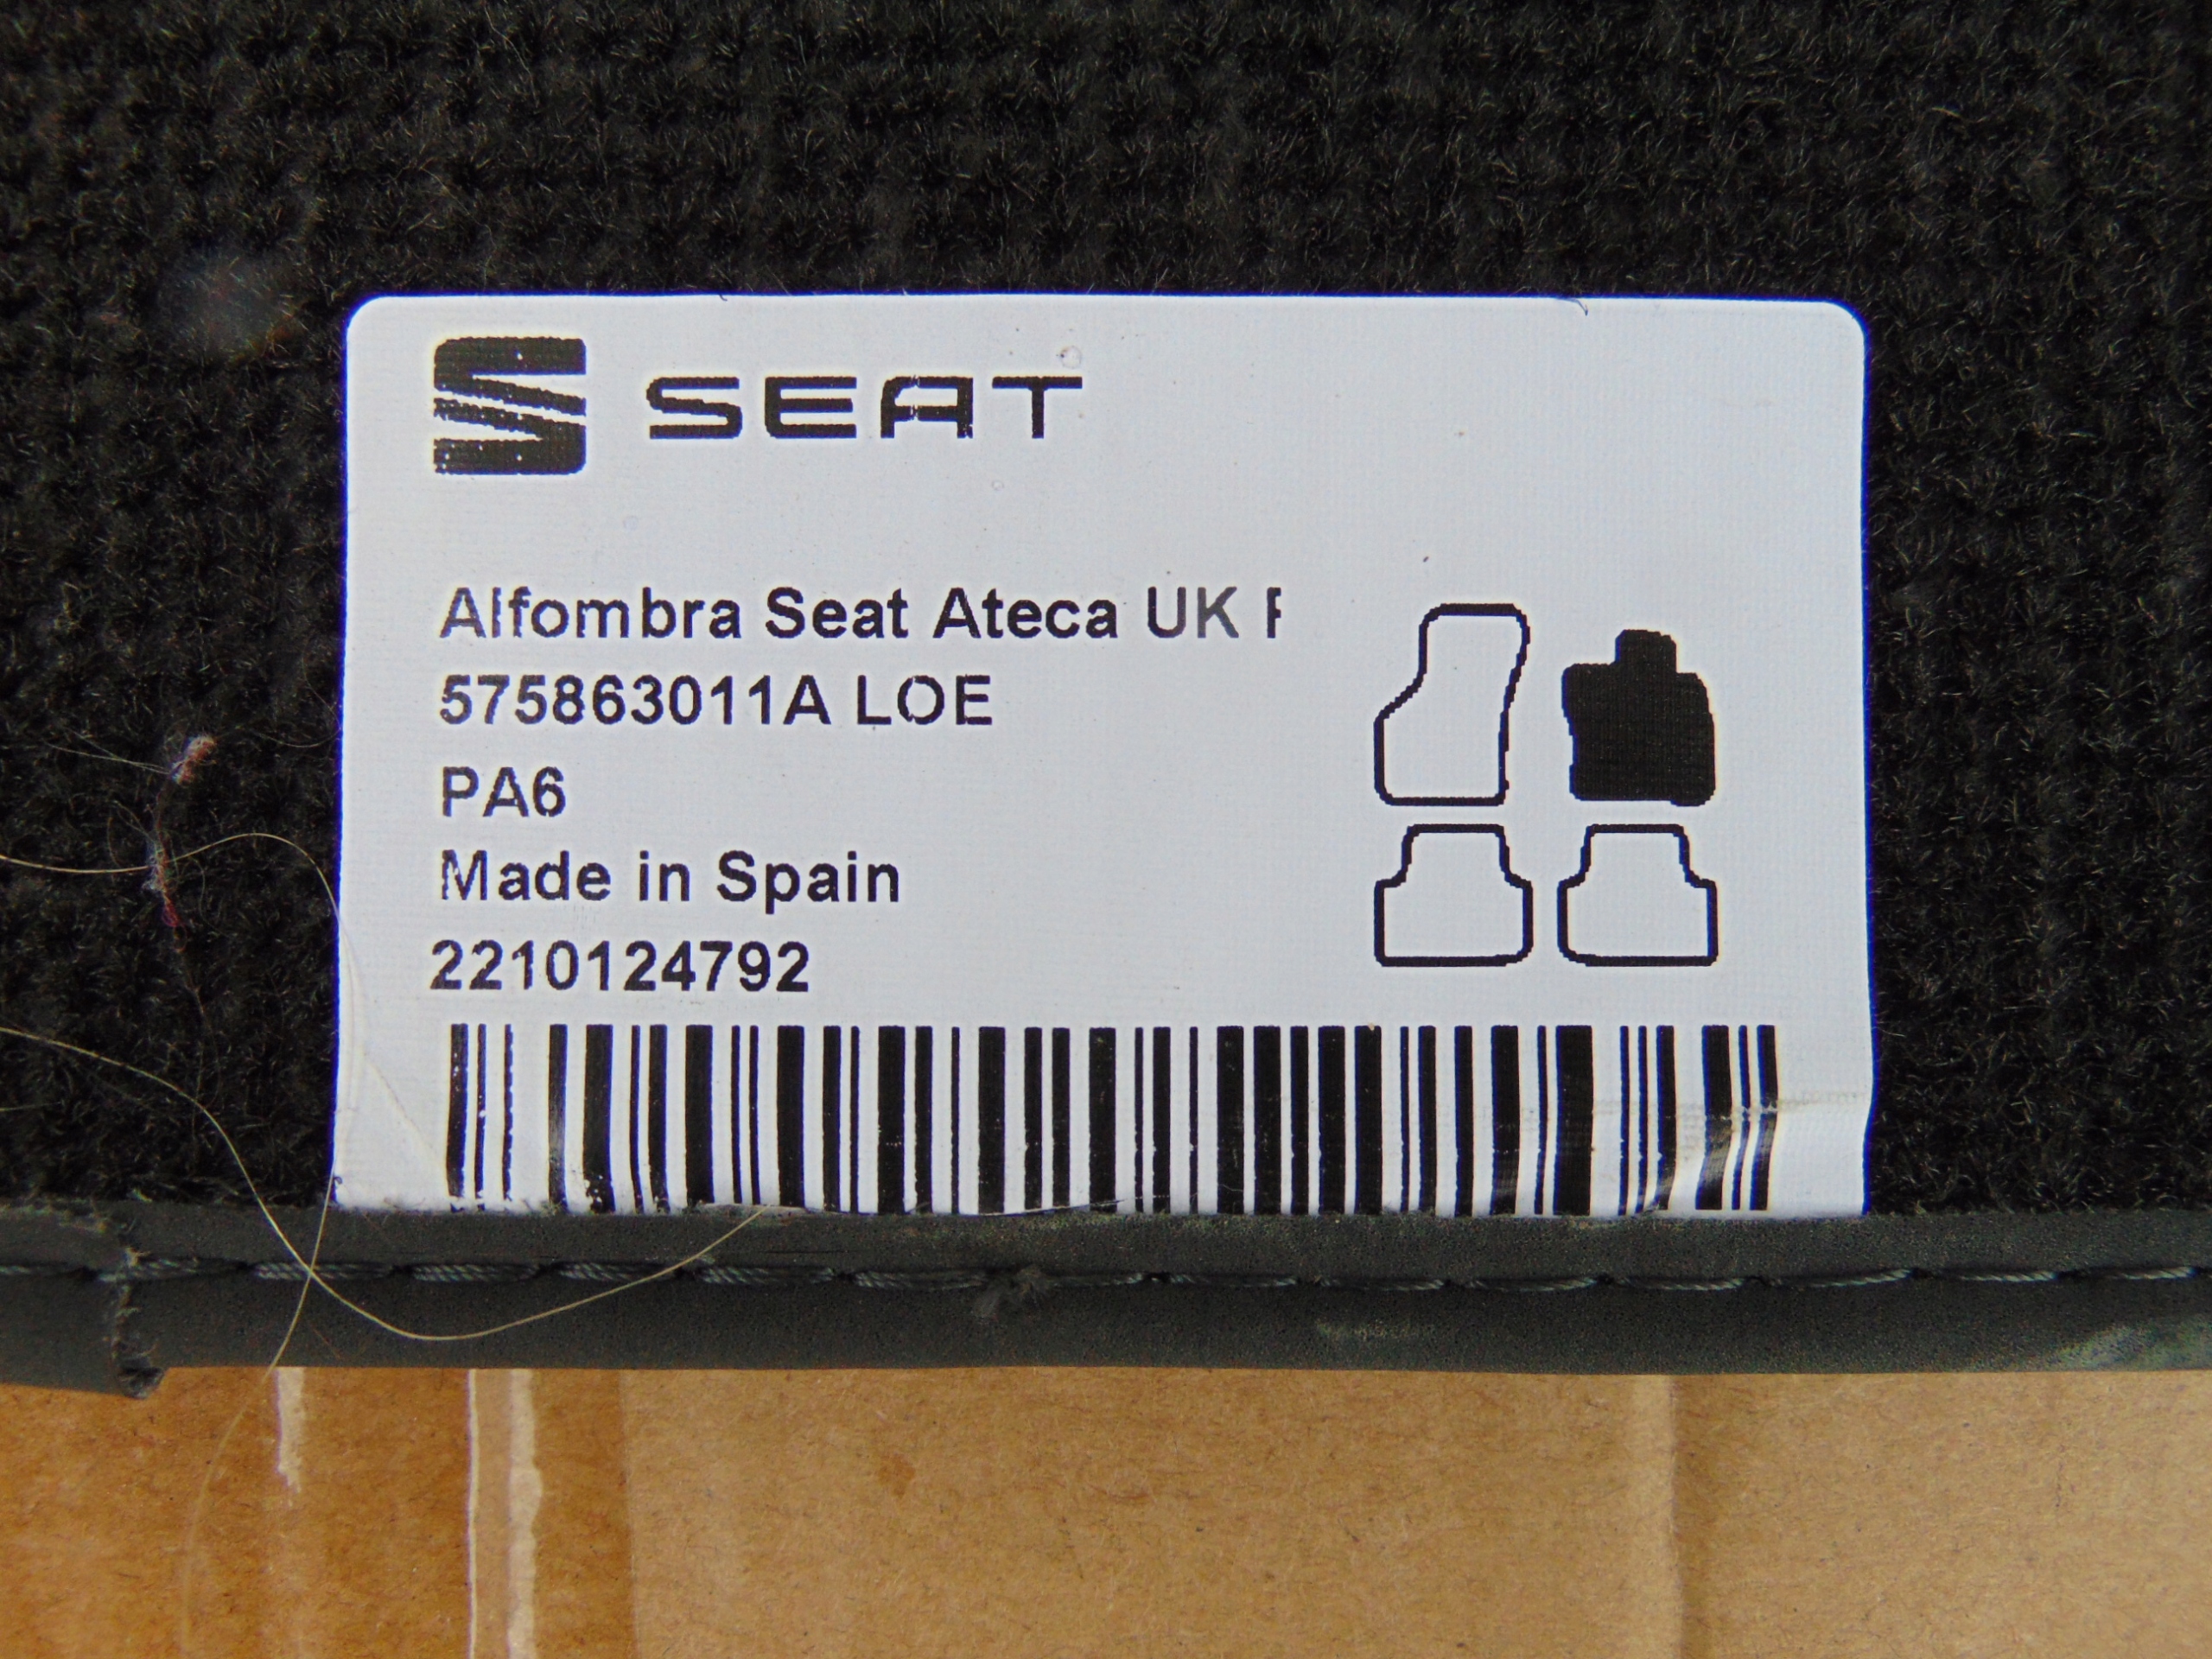 SEAT
Alfombra Seat Ateca UK
575863011A LOE
PA6
Made in Spain
2210124792